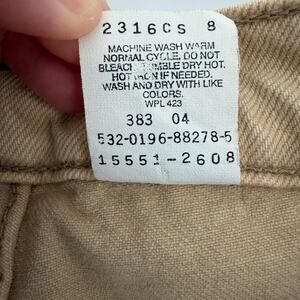 2316CS 8
MACHINE WASH WARM
NORMAL CYCLE. DO NOT
BLEACH. TUMBLE DRY HOT.
HOT IRON IF NEEDED.
WASH AND DRY WITH LIKE
COLORS.
WPL 423
383 04
532-0196-88278-5
15551-2608